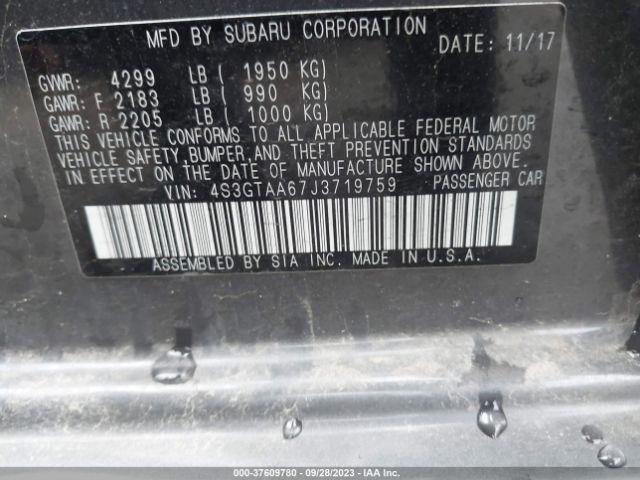 MFD BY SUBARU CORPORATION
DATE: 11/17
GVWR: 4299 LB ( 1950 KG)
GAWR: F 2183 LB ( 990 KG)
GAWR: R 2205 LB ( 1000 KG)
THIS VEHICLE CONFORMS TO ALL APPLICABLE FEDERAL MOTOR
VEHICLE SAFETY, BUMPER, AND THEFT PREVENTION STANDARDS
IN EFFECT ON THE DATE OF MANUFACTURE SHOWN ABOVE.
VIN: 4S3GTAA67J3719759 PASSENGER CAR
ASSEMBLED BY SIA INC. MADE IN U.S.A.
000-37609780 - 09/28/2023 - IAA Inc.